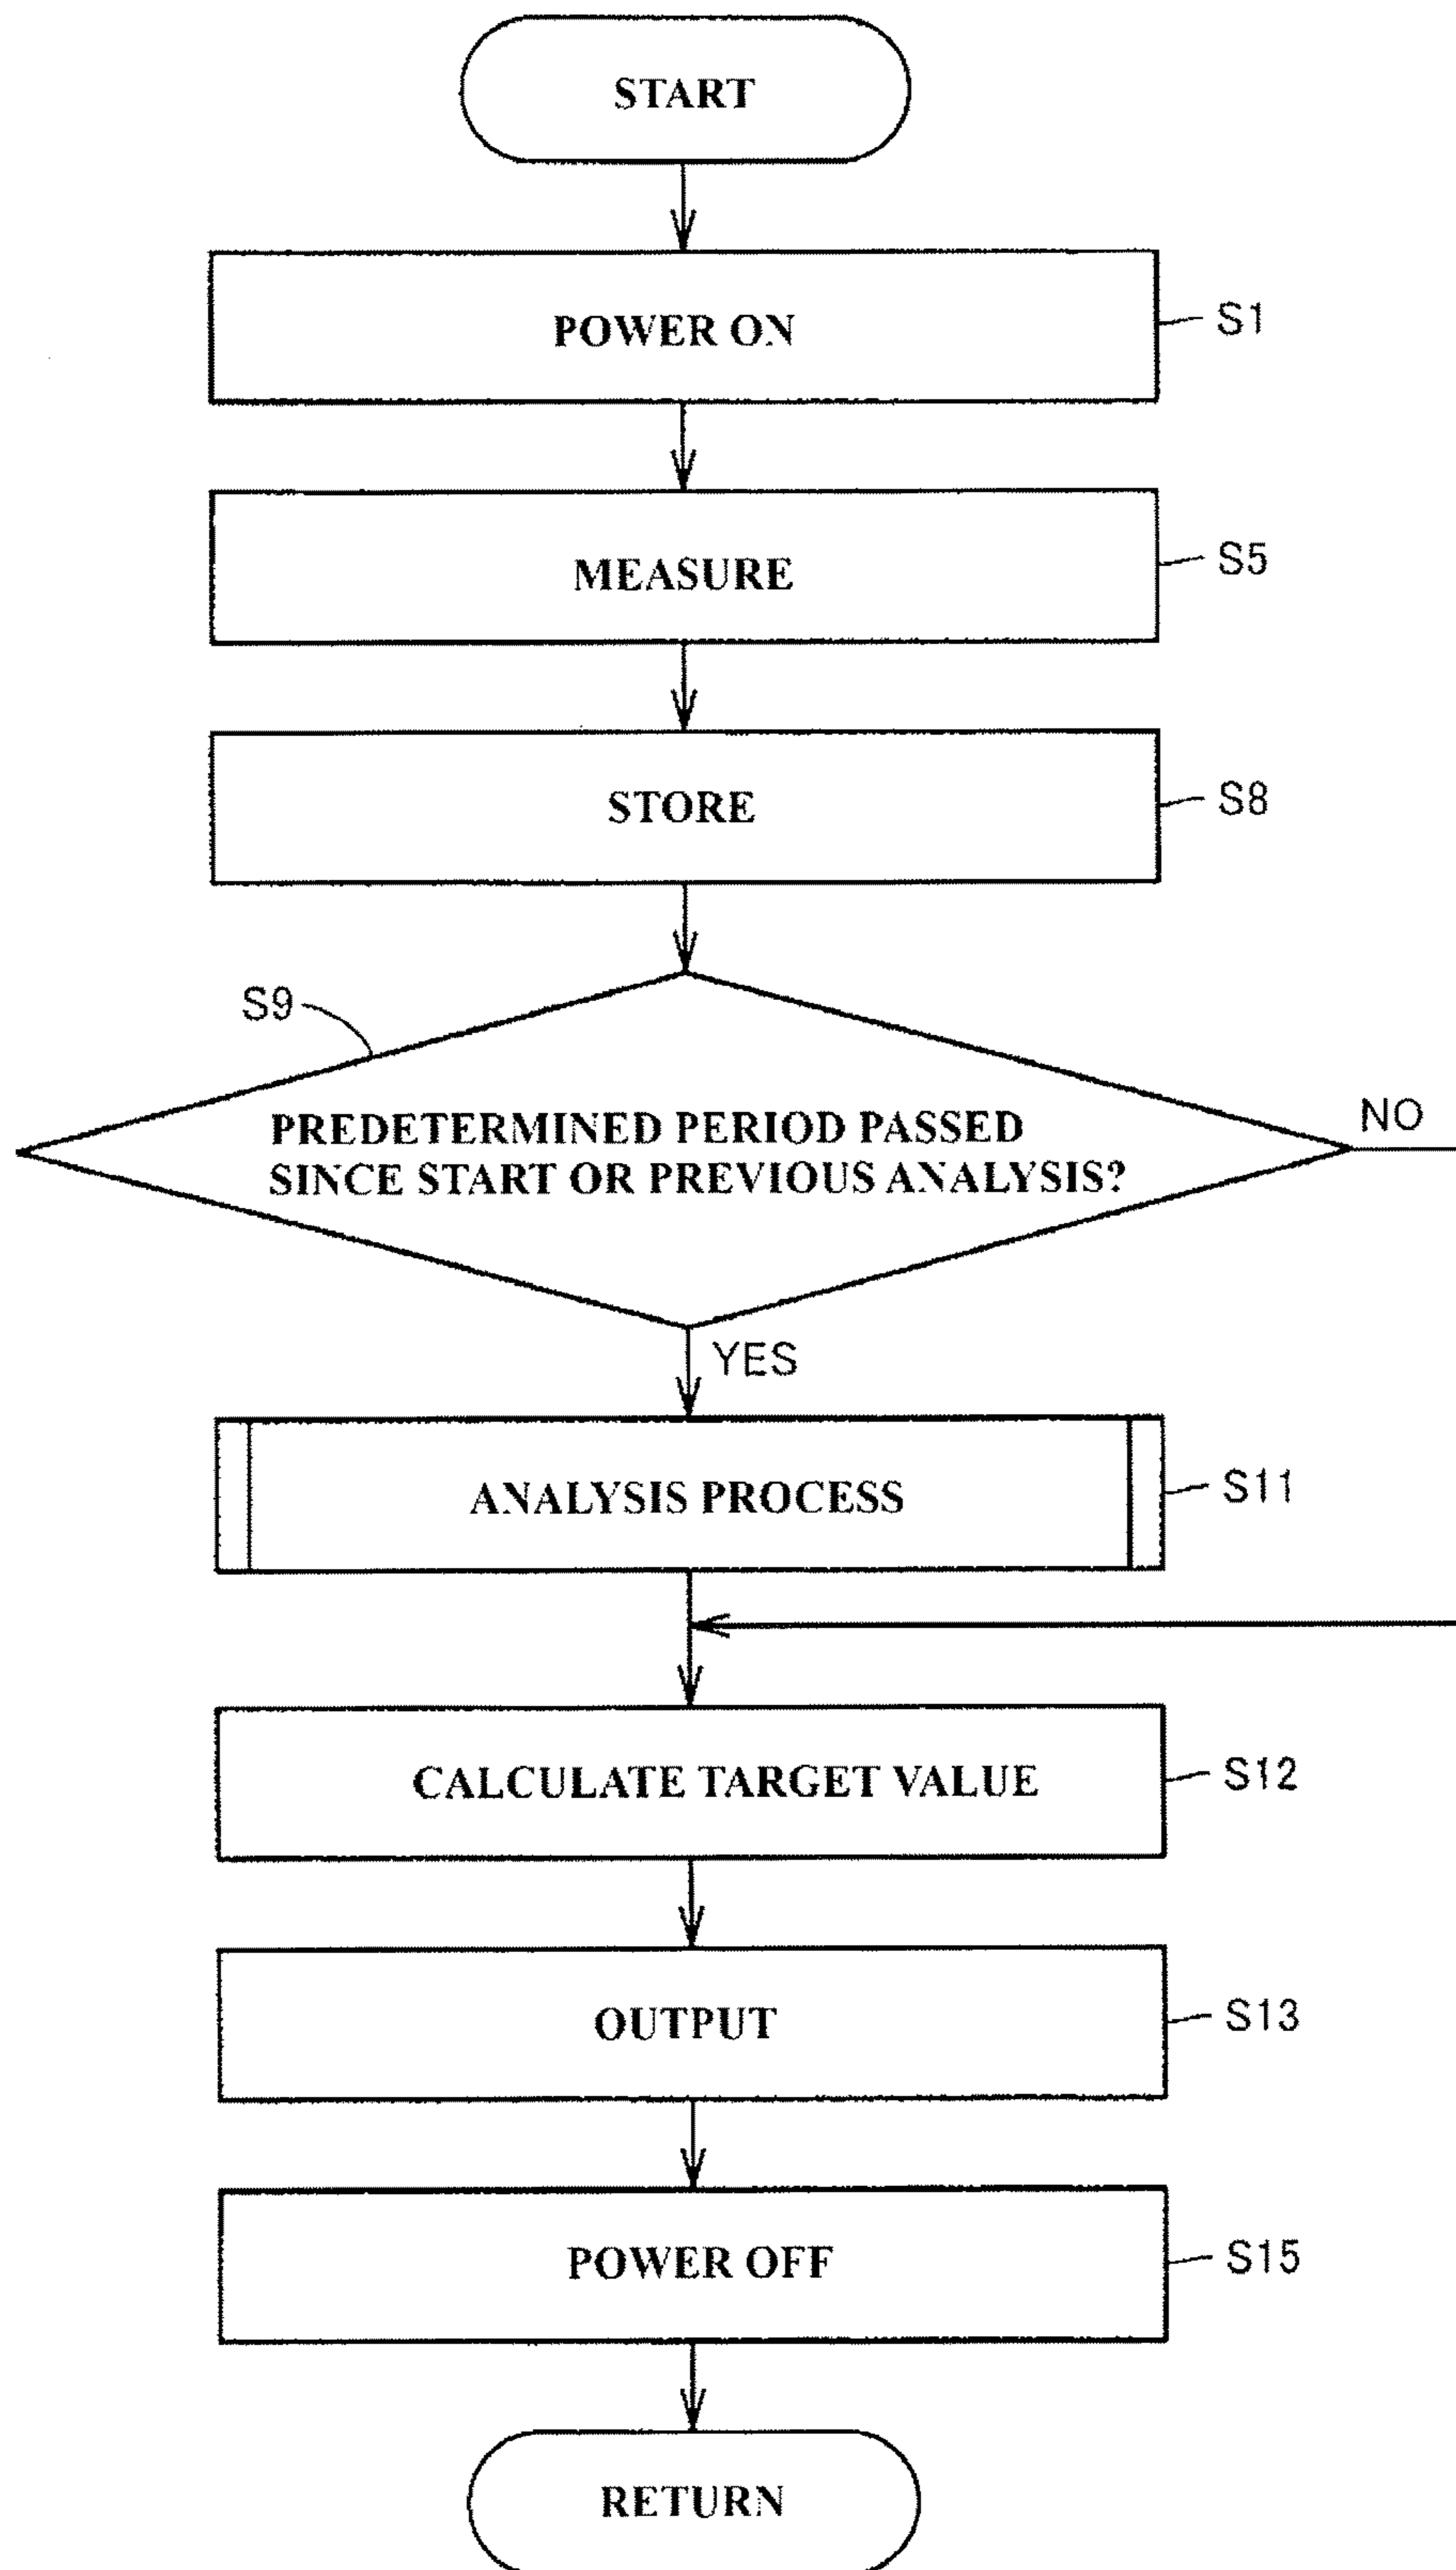 START
POWER ON
S1
MEASURE
S5
STORE
S8
S9
PREDETERMINED PERIOD PASSED
SINCE START OR PREVIOUS ANALYSIS?
NO
YES
ANALYSIS PROCESS
S11
CALCULATE TARGET VALUE
S12
OUTPUT
S13
POWER OFF
S15
RETURN